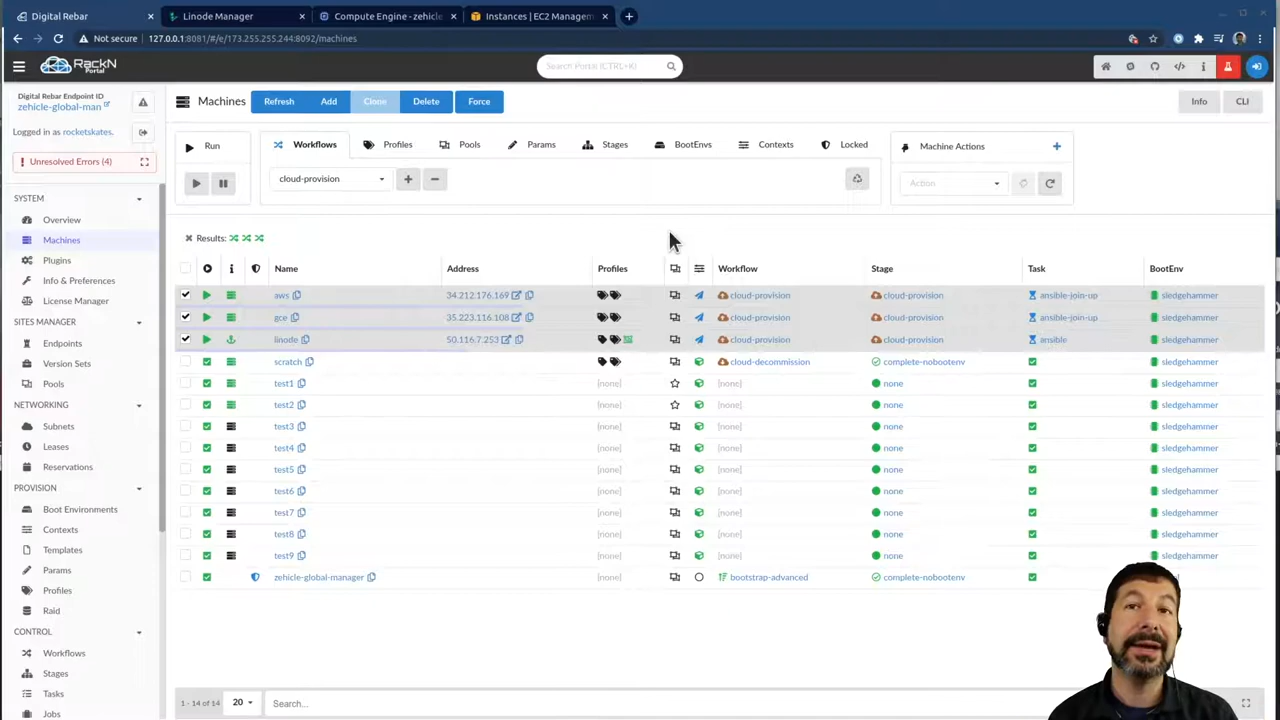 Digital Rebar
Linode Manager
Compute Engine - zehicle
Instances | EC2 Managem
Not secure
127.0.0.1:8081/#/e/173.255.255.244:8092/machines
RackN
Portal
Search Portal (CTRL+K)
Digital Rebar Endpoint ID
zehicle-global-man
Logged in as rocketskates.
Unresolved Errors (4)
Machines
Refresh
Add
Clone
Delete
Force
Info
CLI
Run
Workflows
Profiles
Pools
Params
Stages
BootEnvs
Contexts
Locked
cloud-provision
Machine Actions
Action
SYSTEM
Overview
Machines
Plugins
Info & Preferences
License Manager
SITES MANAGER
Endpoints
Version Sets
Pools
NETWORKING
Subnets
Leases
Reservations
PROVISION
Boot Environments
Contexts
Templates
Params
Profiles
Raid
CONTROL
Workflows
Stages
Tasks
Jobs
Results:
Name Address Profiles Workflow Stage Task BootEnv
aws 34.212.176.169 cloud-provision cloud-provision ansible-join-up sledgehammer
gce 35.223.116.108 cloud-provision cloud-provision ansible-join-up sledgehammer
linode 50.116.7.253 cloud-provision cloud-provision ansible sledgehammer
scratch cloud-decommission complete-nobootenv sledgehammer
test1 [none] [none] none sledgehammer
test2 [none] [none] none sledgehammer
test3 [none] [none] none sledgehammer
test4 [none] [none] none sledgehammer
test5 [none] [none] none sledgehammer
test6 [none] [none] none sledgehammer
test7 [none] [none] none sledgehammer
test8 [none] [none] none sledgehammer
test9 [none] [none] none sledgehammer
zehicle-global-manager [none] bootstrap-advanced complete-nobootenv
1 - 14 of 14
20
Search...